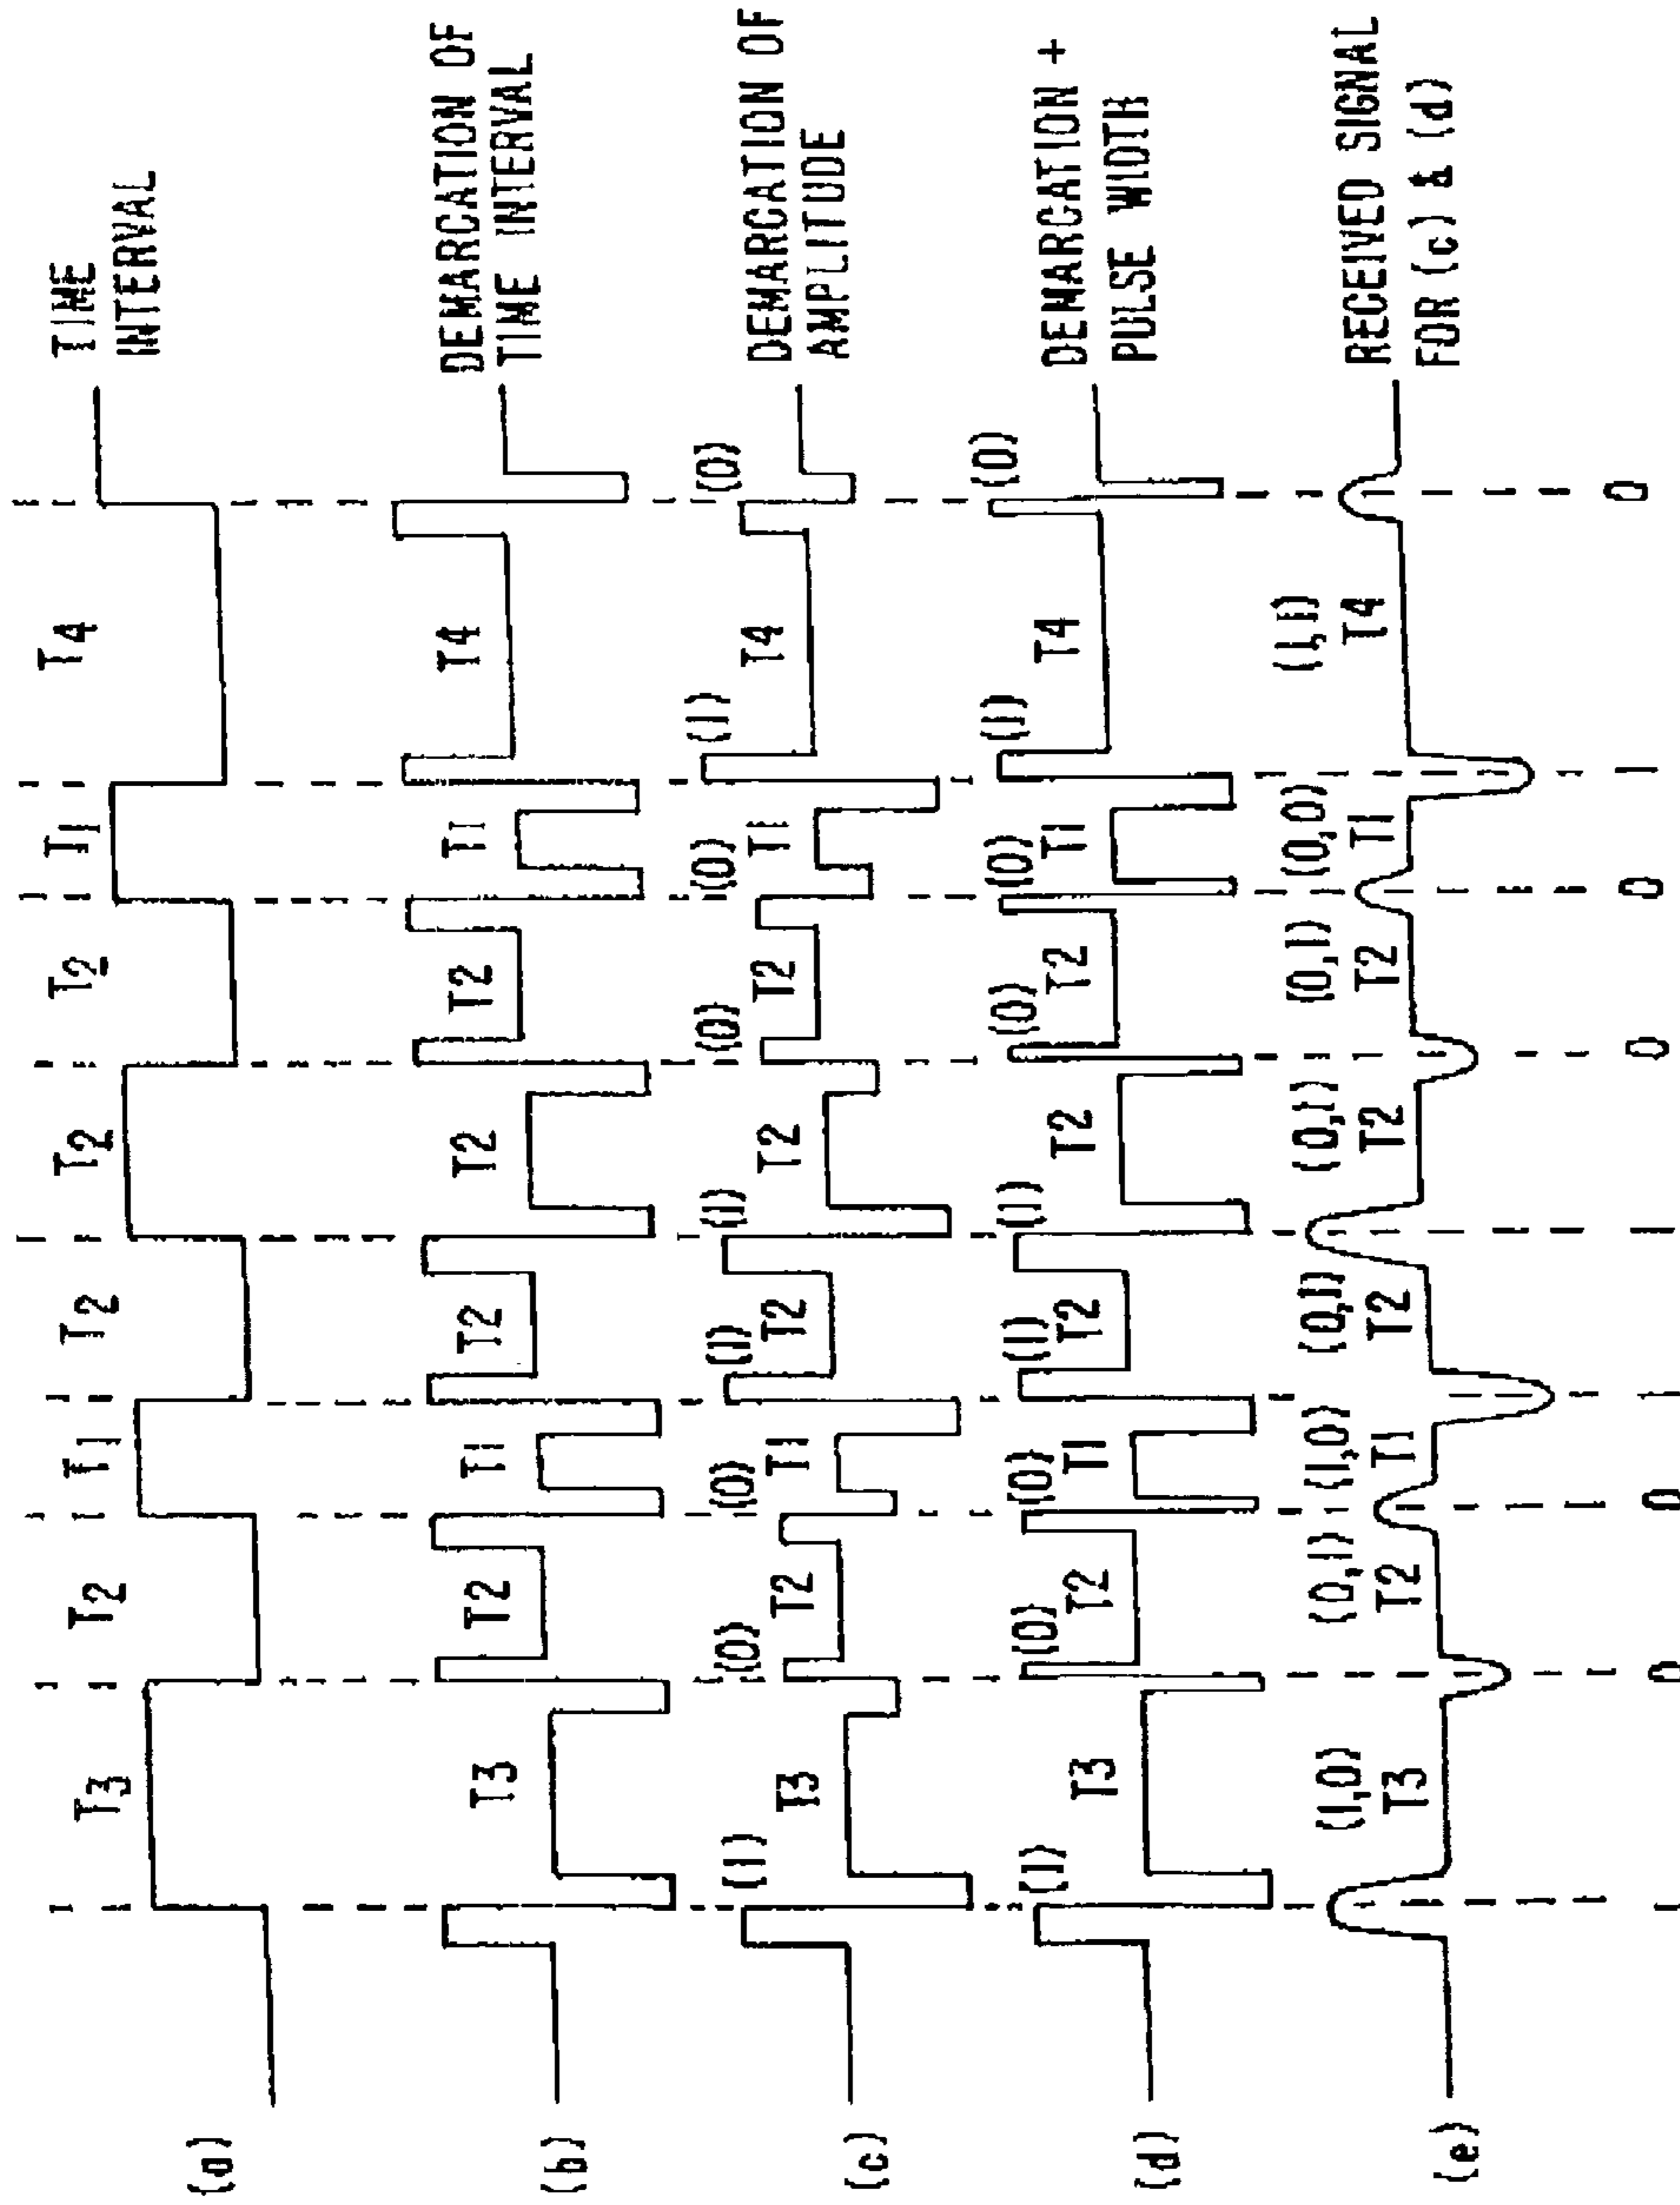 (a) T3 T2 T1 T2 T2 T2 T1 T4 TIME
INTERVAL
(b) T3 T2 T1 T2 T2 T2 T1 T4 DEMARCATION OF
TIME INTERVAL
(1) (0) (0) (1) (1) (0) (0) (1) (0) DEMARCATION OF
(c) T3 T2 T1 T2 T2 T2 T1 T4 AMPLITUDE
(1) (0) (0) (1) (1) (0) (0) (1) (0) DEMARCATION +
(d) T3 T2 T1 T2 T2 T2 T1 T4 PULSE WIDTH
(1,0) (0,1) (1,0) (0,1) (0,1) (0,1) (0,0) (1,1) RECEIVED SIGNAL
(e) T3 T2 T1 T2 T2 T2 T1 T4 FOR (c) & (d)
1 0 0 1 1 0 0 1 0